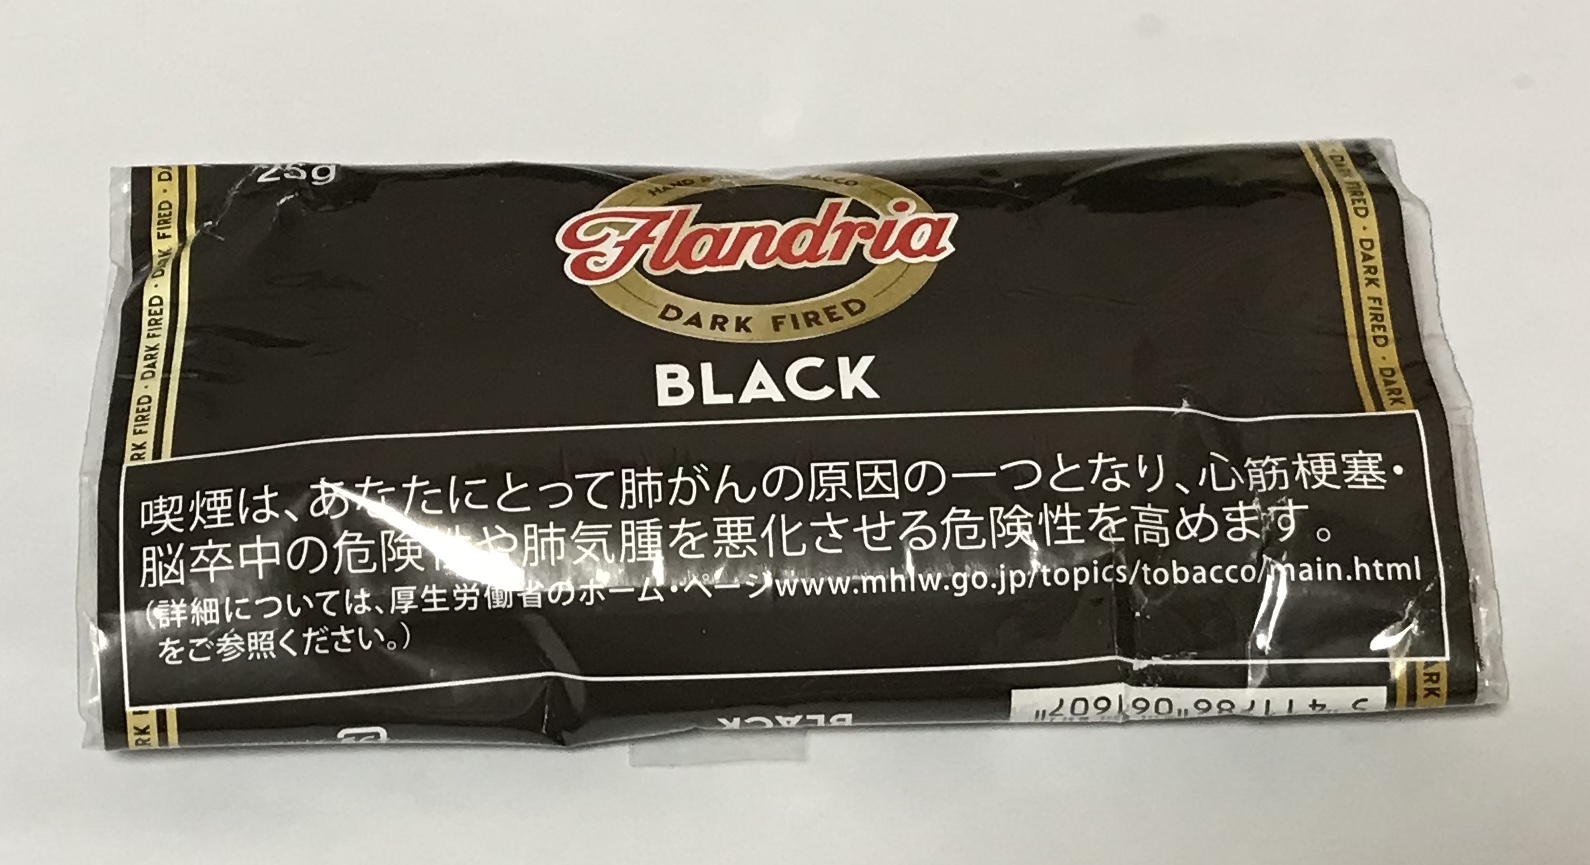 25g
HAND
Flandria
DARK FIRED
BLACK
喫煙は、あなたにとって肺がんの原因の一つとなり、心筋梗塞・
脳卒中の危険性や肺気腫を悪化させる危険性を高めます。
（詳細については、厚生労働省のホーム・ページwww.mhlw.go.jp/topics/tobacco/main.html
をご参照ください。）
DARK FIRED · DARK FIRED
DARK FIRED · DARK FIRED · DARK
BLACK
5 411786 061607